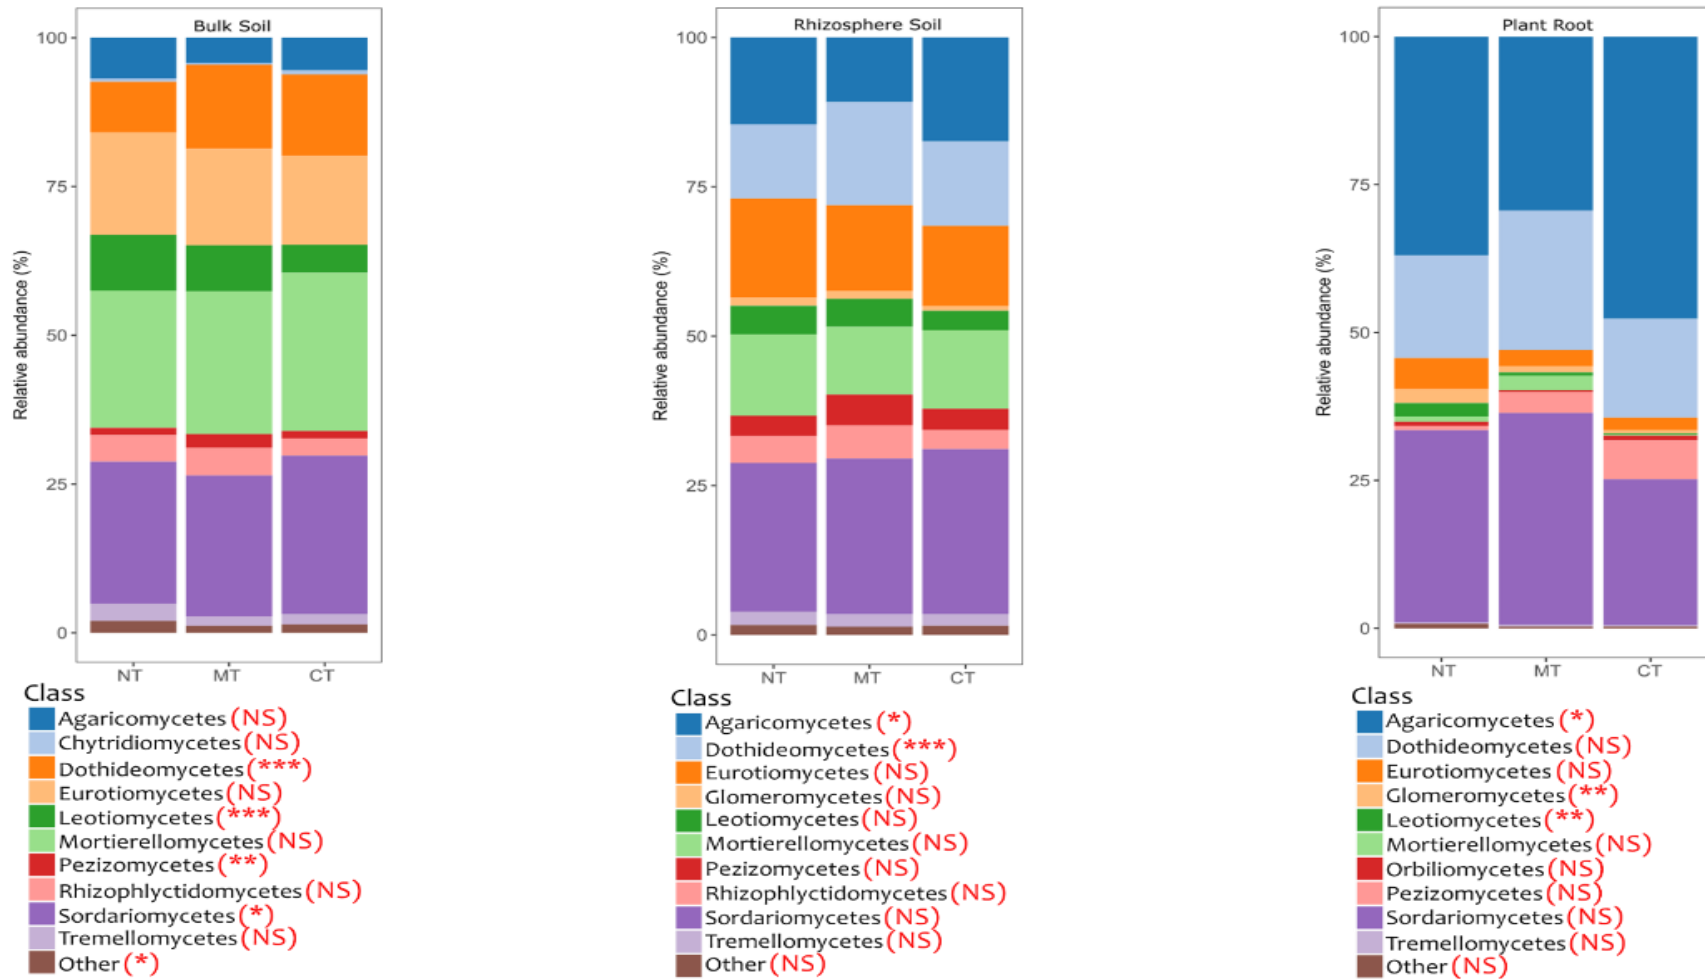 Bulk Soil
100
75
50
25
0
Relative abundance (%)
NT MT CT
Class
Agaricomycetes (NS)
Chytridiomycetes (NS)
Dothideomycetes (***)
Eurotiomycetes (NS)
Leotiomycetes (***)
Mortierellomycetes (NS)
Pezizomycetes (**)
Rhizophlyctidomycetes (NS)
Sordariomycetes (*)
Tremellomycetes (NS)
Other (*)
Rhizosphere Soil
100
75
50
25
0
Relative abundance (%)
NT MT CT
Class
Agaricomycetes (*)
Dothideomycetes (***)
Eurotiomycetes (NS)
Glomeromycetes (NS)
Leotiomycetes (NS)
Mortierellomycetes (NS)
Pezizomycetes (NS)
Rhizophlyctidomycetes (NS)
Sordariomycetes (NS)
Tremellomycetes (NS)
Other (NS)
Plant Root
100
75
50
25
0
Relative abundance (%)
NT MT CT
Class
Agaricomycetes (*)
Dothideomycetes (NS)
Eurotiomycetes (NS)
Glomeromycetes (**)
Leotiomycetes (**)
Mortierellomycetes (NS)
Orbiliomycetes (NS)
Pezizomycetes (NS)
Sordariomycetes (NS)
Tremellomycetes (NS)
Other (NS)